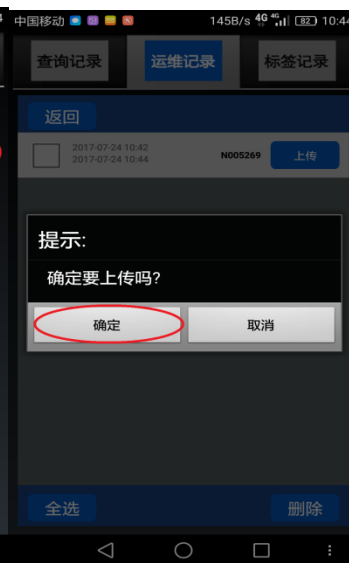 中国移动 145B/s 4G 4G 82 10:44
查询记录 运维记录 标签记录
返回
2017-07-24 10:42
2017-07-24 10:44
N005269 上传
提示:
确定要上传吗?
确定 取消
全选 删除